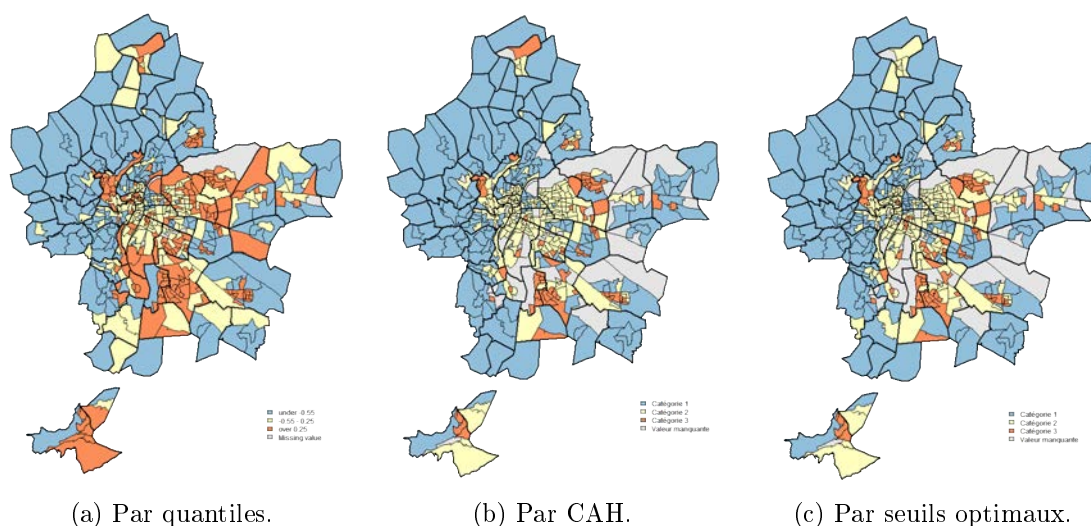 under -0.55
-0.55 - 0.25
over 0.25
Missing value
Catégorie 1
Catégorie 2
Catégorie 3
Valeur manquante
Catégorie 1
Catégorie 2
Catégorie 3
Valeur manquante
(a) Par quantiles.
(b) Par CAH.
(c) Par seuils optimaux.